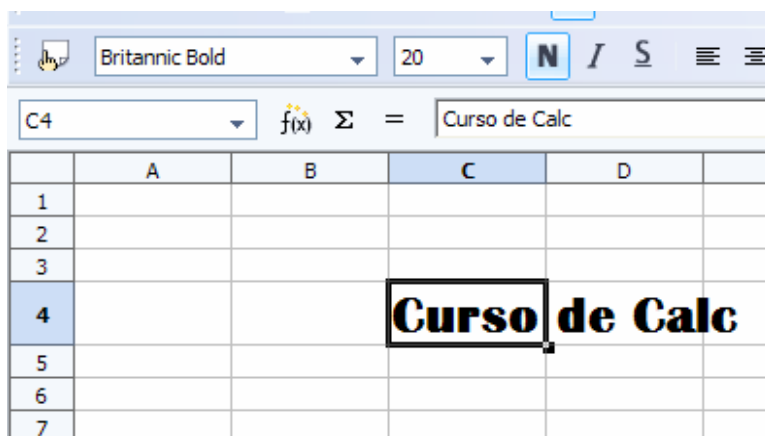 Britannic Bold 20 N I S
C4 f(x) Σ = Curso de Calc
A B C D
1
2
3
4 Curso de Calc
5
6
7